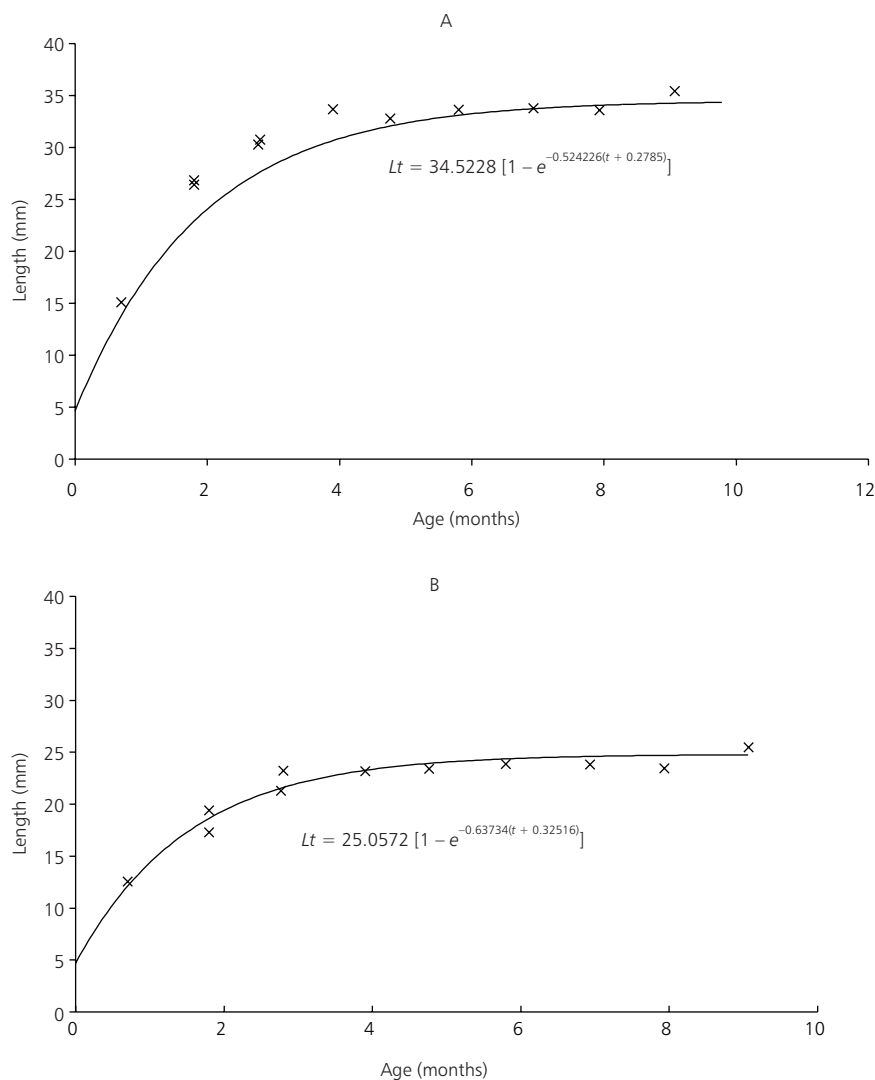 A
40
35
30
25
20
15
10
5
0
Length (mm)
Lt = 34.5228 [1 – e^–0.524226(t + 0.2785)]
0 2 4 6 8 10 12
Age (months)
B
40
35
30
25
20
15
10
5
0
Length (mm)
Lt = 25.0572 [1 – e^–0.63734(t + 0.32516)]
0 2 4 6 8 10
Age (months)